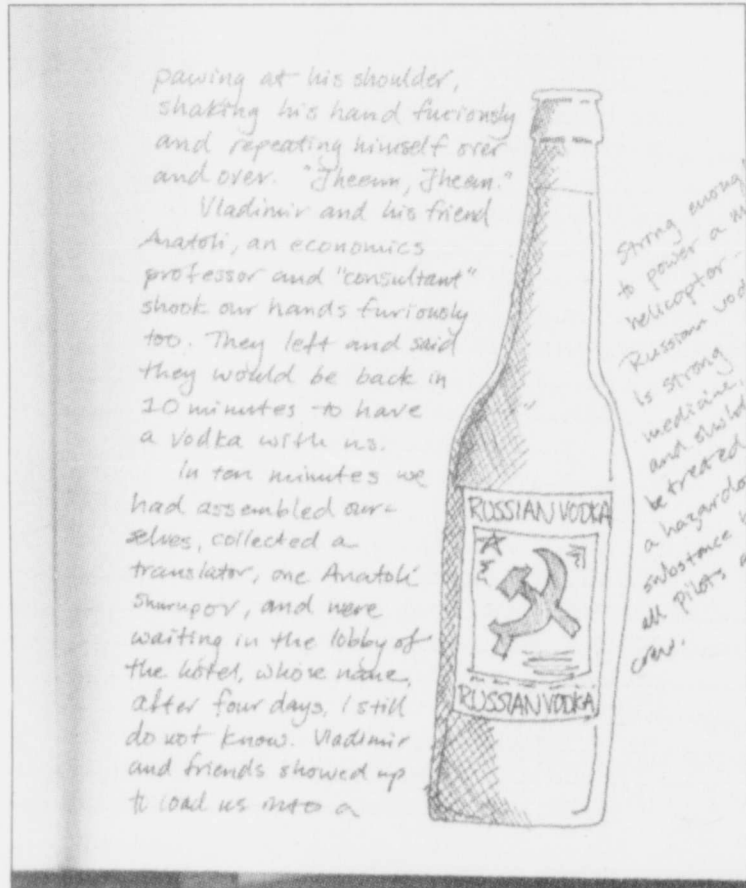 pawing at his shoulder,
shaking his hand furiously
and repeating himself over
and over. "Jheem, Jheem."
Vladimir and his friend
Anatoli, an economics
professor and "consultant"
shook our hands furiously
too. They left and said
they would be back in
10 minutes to have
a vodka with us.
In ten minutes we
had assembled our-
selves, collected a
translator, one Anatoli
Shurupov, and were
waiting in the lobby of
the hotel, whose name,
after four days, I still
do not know. Vladimir
and friends showed up
to load us into a
RUSSIAN VODKA
RUSSIAN VODKA
Strong enough
to power a
helicoptor -
Russian
is strong
medicine,
and should
be treated
a
substance
all pilots
crew.